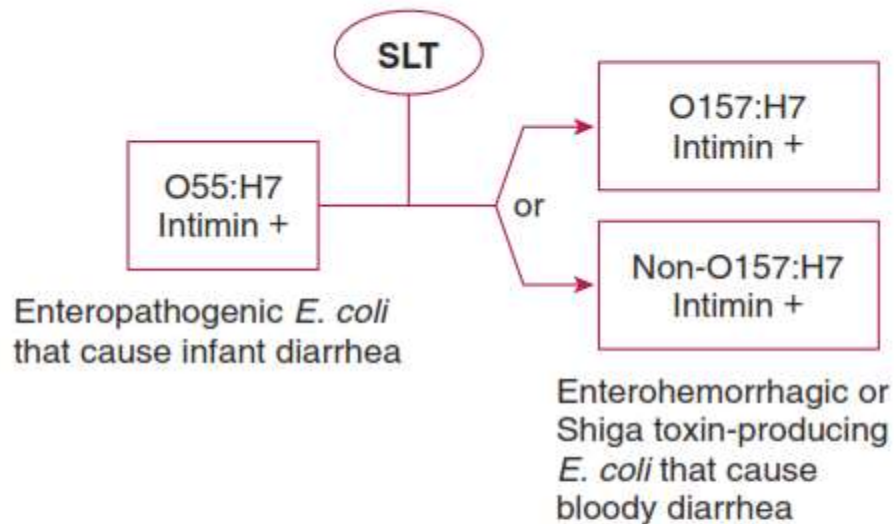 SLT
O55:H7
Intimin +
Enteropathogenic E. coli
that cause infant diarrhea
or
O157:H7
Intimin +
Non-O157:H7
Intimin +
Enterohemorrhagic or
Shiga toxin-producing
E. coli that cause
bloody diarrhea